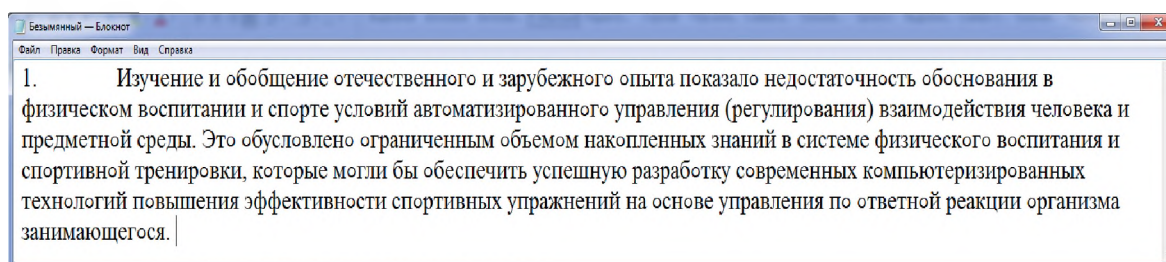 Безымянный — Блокнот
Файл Правка Формат Вид Справка
1. Изучение и обобщение отечественного и зарубежного опыта показало недостаточность обоснования в
физическом воспитании и спорте условий автоматизированного управления (регулирования) взаимодействия человека и
предметной среды. Это обусловлено ограниченным объемом накопленных знаний в системе физического воспитания и
спортивной тренировки, которые могли бы обеспечить успешную разработку современных компьютеризированных
технологий повышения эффективности спортивных упражнений на основе управления по ответной реакции организма
занимающегося.